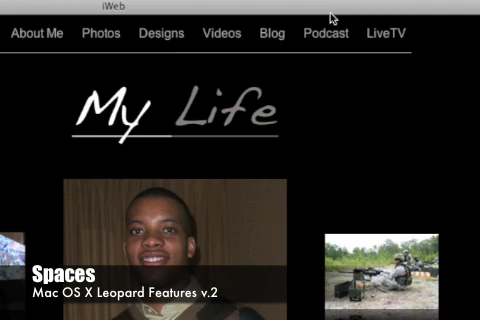 iWeb
About Me Photos Designs Videos Blog Podcast LiveTV
My Life
Spaces
Mac OS X Leopard Features v.2